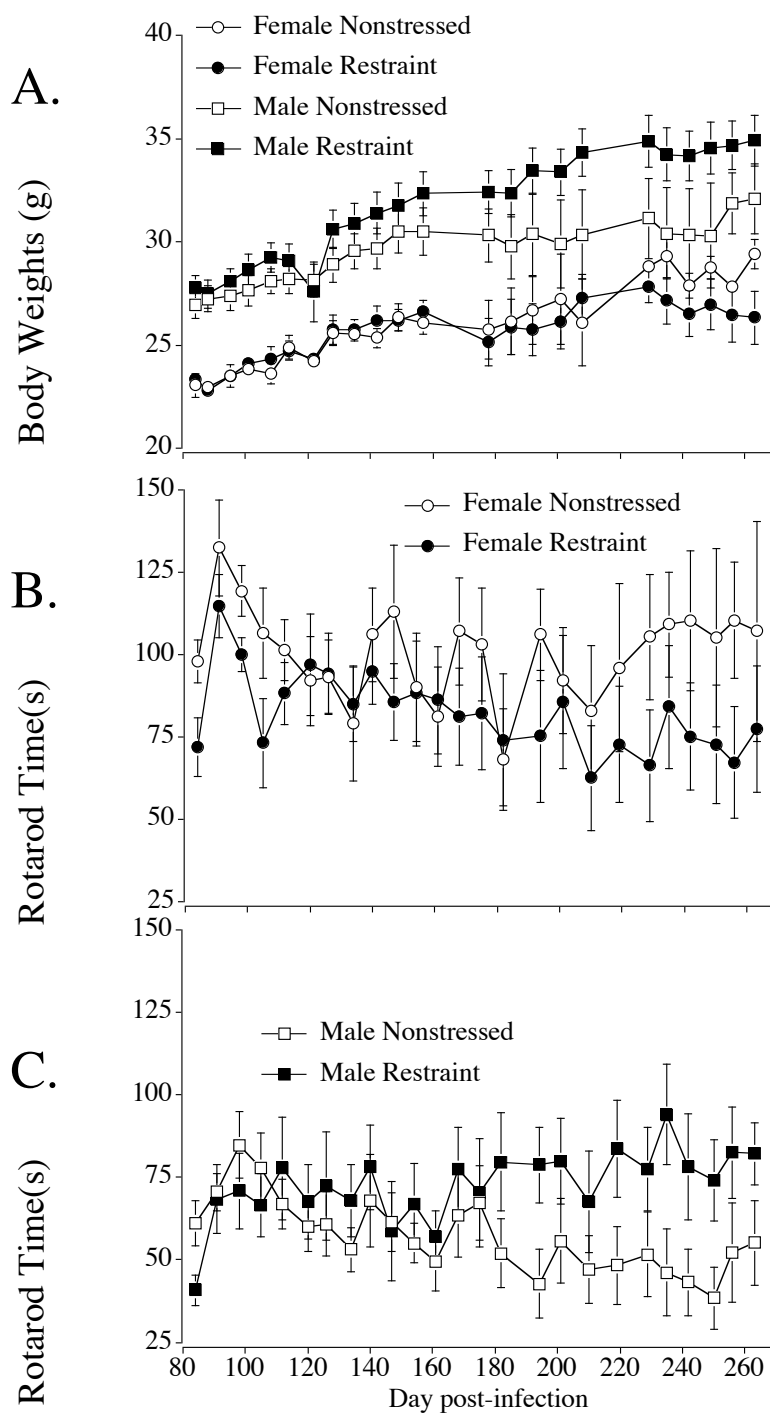 A.
Female Nonstressed
Female Restraint
Male Nonstressed
Male Restraint
Body Weights (g)
40
35
30
25
20
B.
Female Nonstressed
Female Restraint
Rotarod Time(s)
150
125
100
75
50
25
C.
Male Nonstressed
Male Restraint
Rotarod Time(s)
150
125
100
75
50
25
80 100 120 140 160 180 200 220 240 260
Day post-infection